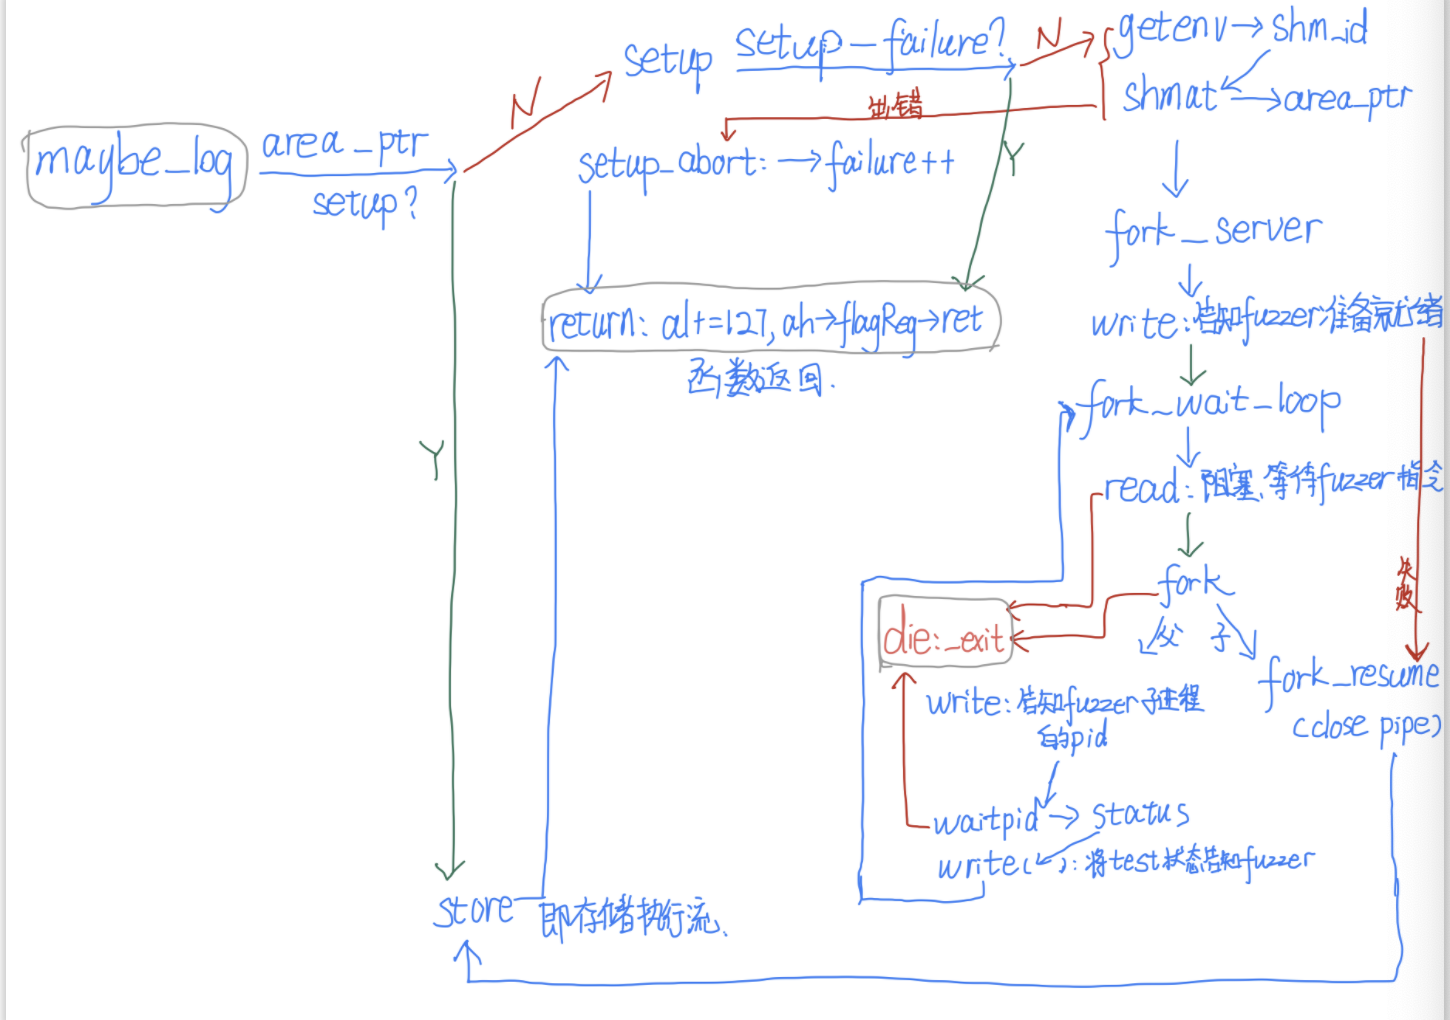 maybe_log
area_ptr
setup?
N
setup
setup_failure?
N
getenv→shm_id
shmat→area_ptr
出错
setup_abort:→failure++
Y
fork_server
return: al+=127,ah→flagReg→ret
函数返回.
write:告知fuzzer准备就绪
fork_wait_loop
Y
read:阻塞,等待fuzzer指令
fork
父 子
失败
die:_exit
fork_resume
(close pipe)
write:告知fuzzer子进程
的pid
waitpid→status
write( ):将test状态告知fuzzer
store 即存储执行流.